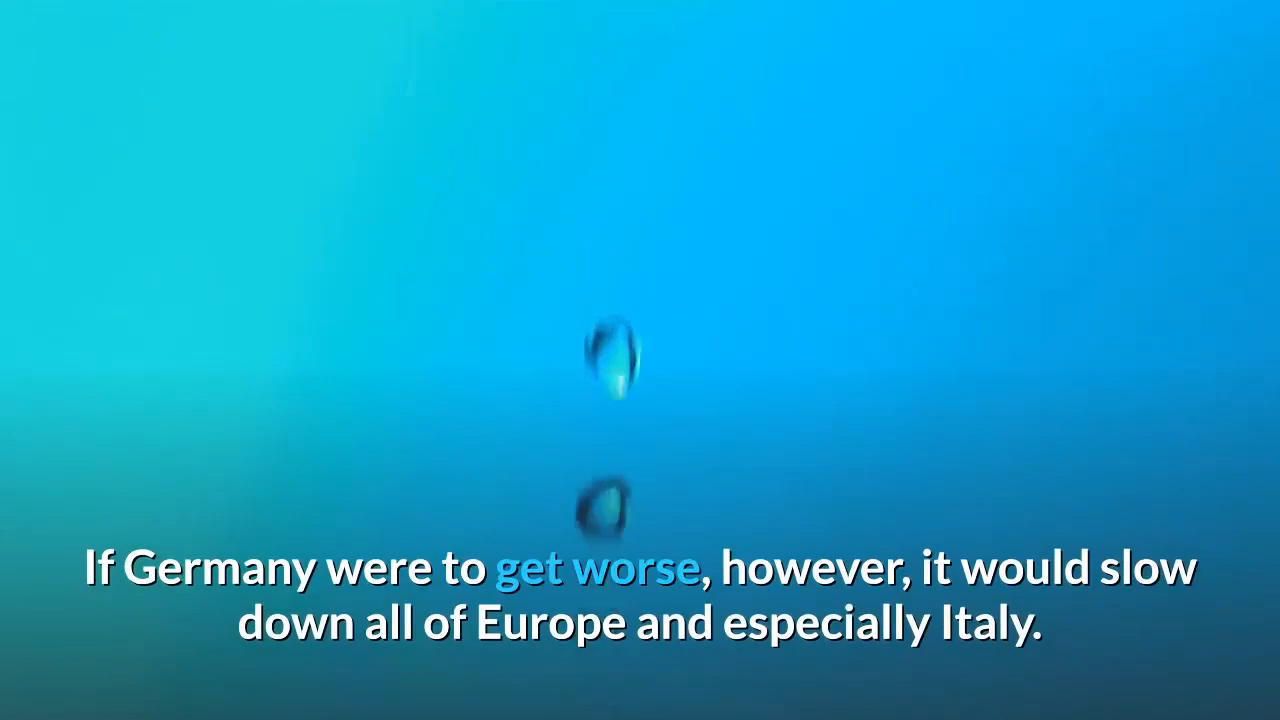 If Germany were to get worse, however, it would slow
down all of Europe and especially Italy.